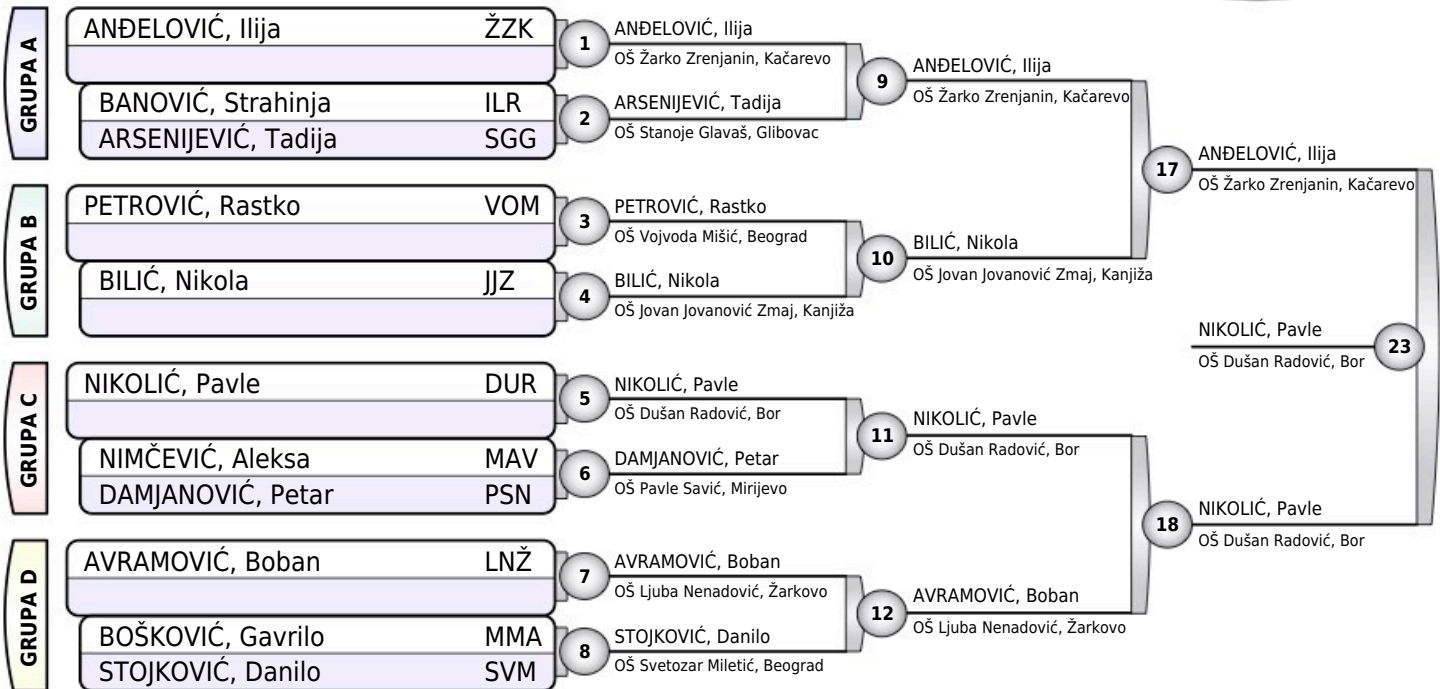 GRUPA A
ANĐELOVIĆ, Ilija ŽZK
BANOVIĆ, Strahinja ILR
ARSENIJEVIĆ, Tadija SGG
GRUPA B
PETROVIĆ, Rastko VOM
BILIĆ, Nikola JJZ
GRUPA C
NIKOLIĆ, Pavle DUR
NIMČEVIĆ, Aleksa MAV
DAMJANOVIĆ, Petar PSN
GRUPA D
AVRAMOVIĆ, Boban LNŽ
BOŠKOVIĆ, Gavrilo MMA
STOJKOVIĆ, Danilo SVM
1
ANĐELOVIĆ, Ilija
OŠ Žarko Zrenjanin, Kačarevo
2
ARSENIJEVIĆ, Tadija
OŠ Stanoje Glavaš, Glibovac
3
PETROVIĆ, Rastko
OŠ Vojvoda Mišić, Beograd
4
BILIĆ, Nikola
OŠ Jovan Jovanović Zmaj, Kanjiža
5
NIKOLIĆ, Pavle
OŠ Dušan Radović, Bor
6
DAMJANOVIĆ, Petar
OŠ Pavle Savić, Mirijevo
7
AVRAMOVIĆ, Boban
OŠ Ljuba Nenadović, Žarkovo
8
STOJKOVIĆ, Danilo
OŠ Svetozar Miletić, Beograd
9
ANĐELOVIĆ, Ilija
OŠ Žarko Zrenjanin, Kačarevo
10
BILIĆ, Nikola
OŠ Jovan Jovanović Zmaj, Kanjiža
11
NIKOLIĆ, Pavle
OŠ Dušan Radović, Bor
12
AVRAMOVIĆ, Boban
OŠ Ljuba Nenadović, Žarkovo
17
ANĐELOVIĆ, Ilija
OŠ Žarko Zrenjanin, Kačarevo
18
NIKOLIĆ, Pavle
OŠ Dušan Radović, Bor
NIKOLIĆ, Pavle
OŠ Dušan Radović, Bor
23